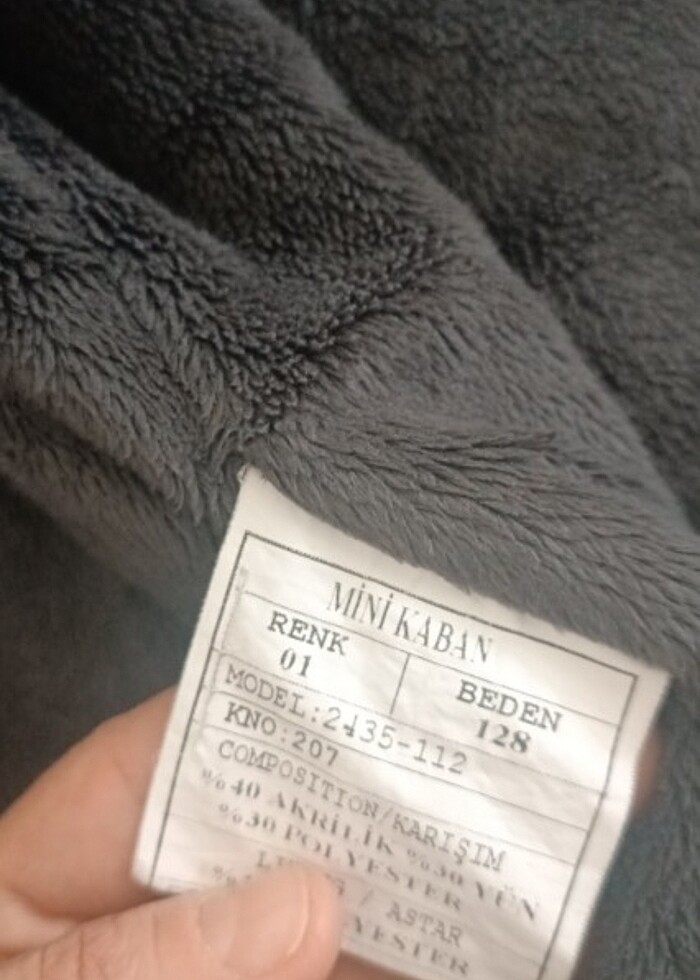 MİNİ KABAN
RENK BEDEN
01 128
MODEL:2435-112
KNO:207
COMPOSITION/KARIŞIM
%40 AKRİLİK %30 YÜN
%30 POLYESTER
/ ASTAR